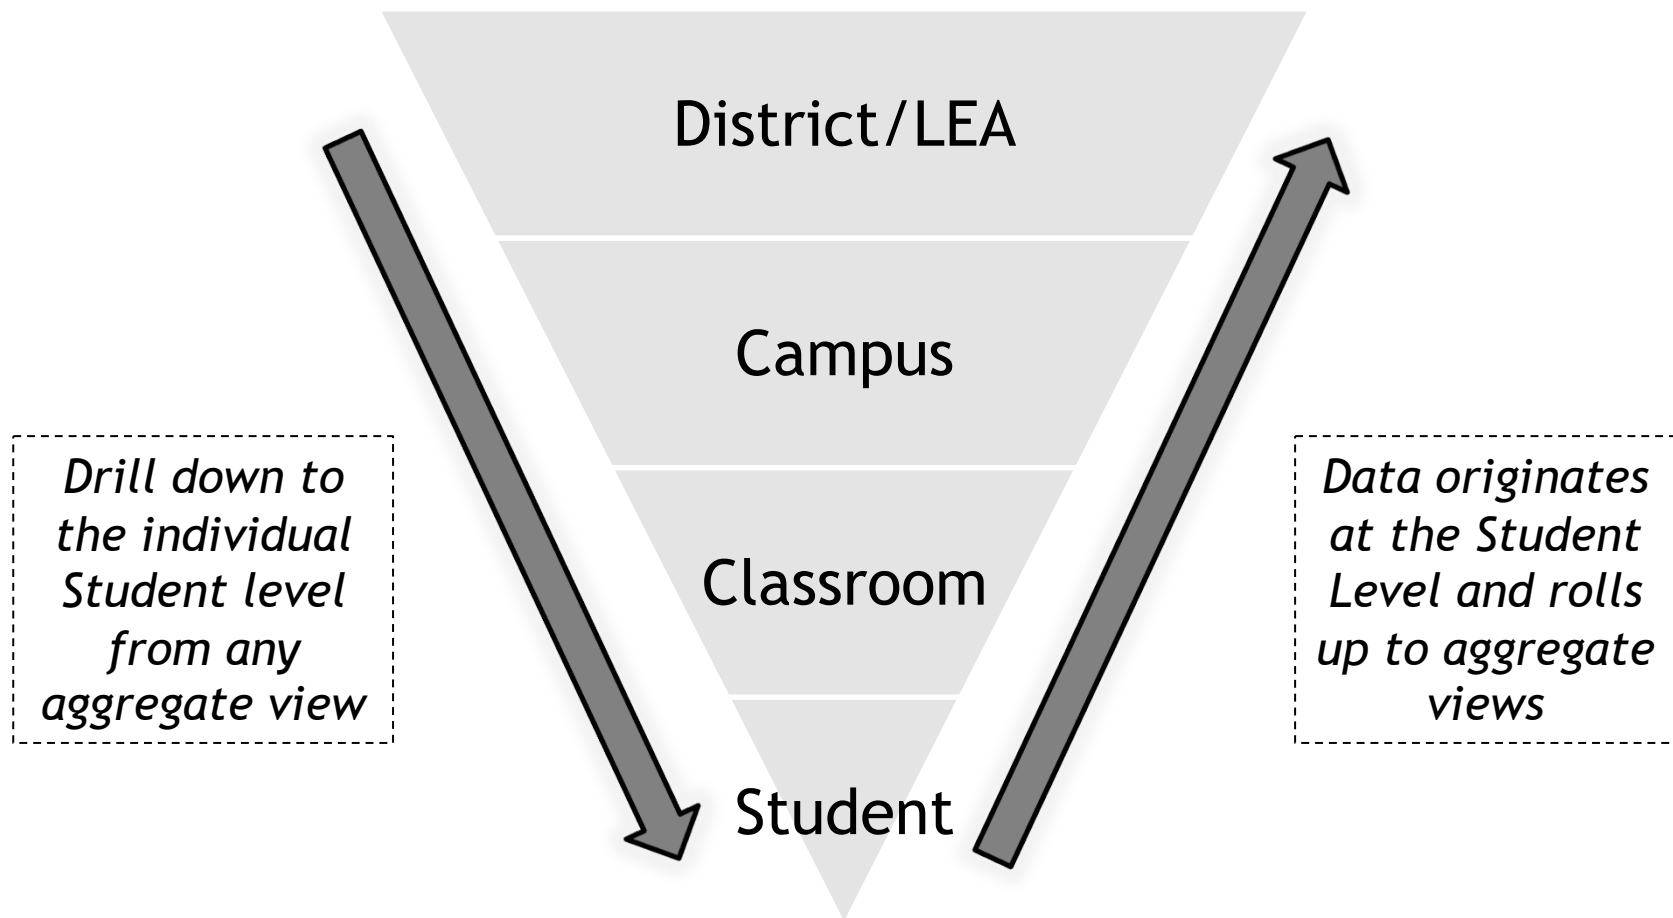 District/LEA
Campus
Classroom
Student
Drill down to
the individual
Student level
from any
aggregate view
Data originates
at the Student
Level and rolls
up to aggregate
views